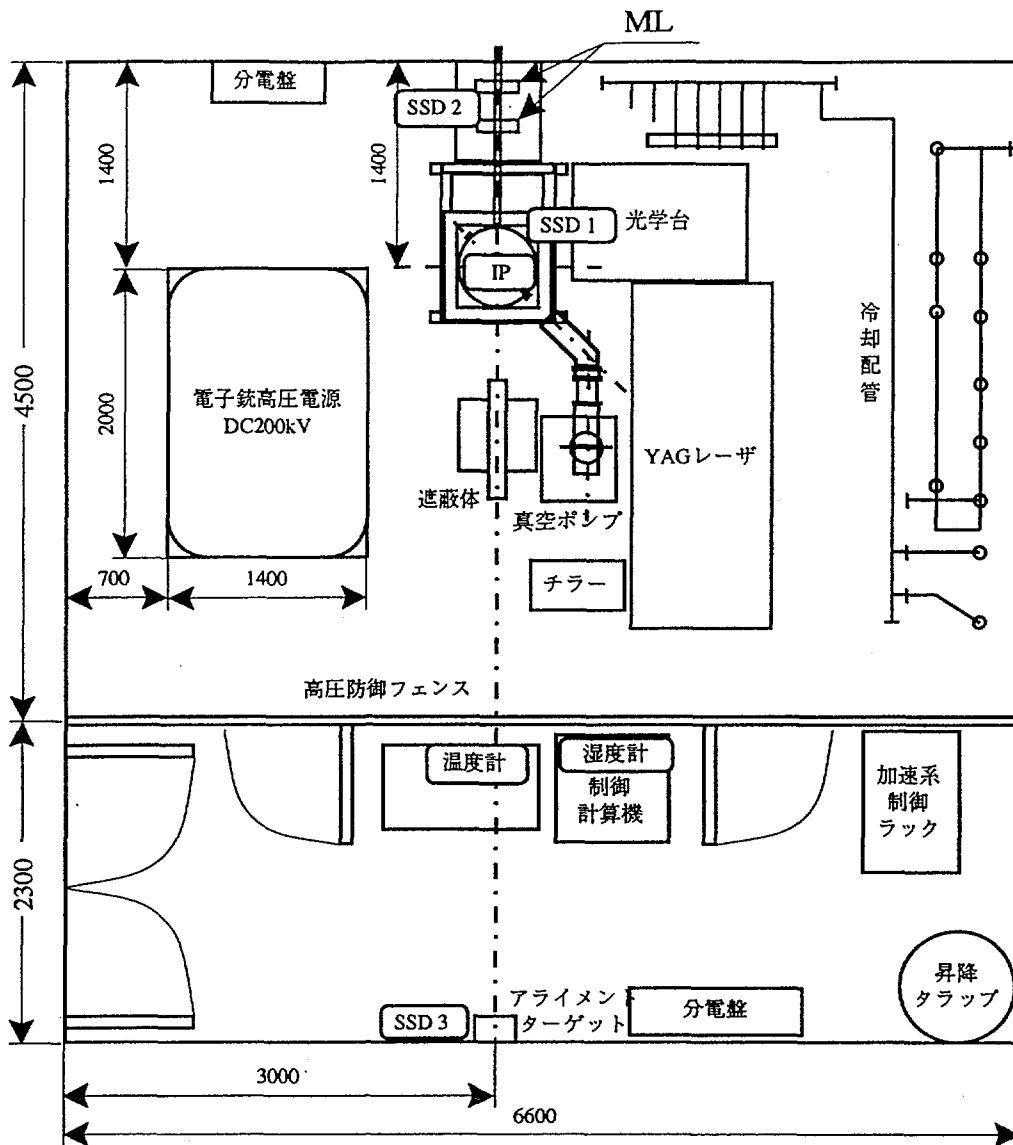 ML
分電盤
SSD 2
1400
1400
SSD 1
光学台
IP
冷却配管
4500
2000
電子銃高圧電源
DC200kV
YAGレーザ
遮蔽体
真空ポンプ
チラー
700
1400
高圧防御フェンス
温度計
湿度計
制御
計算機
加速系
制御
ラック
2300
アライメント
ターゲット
SSD 3
分電盤
昇降
タラップ
3000
6600